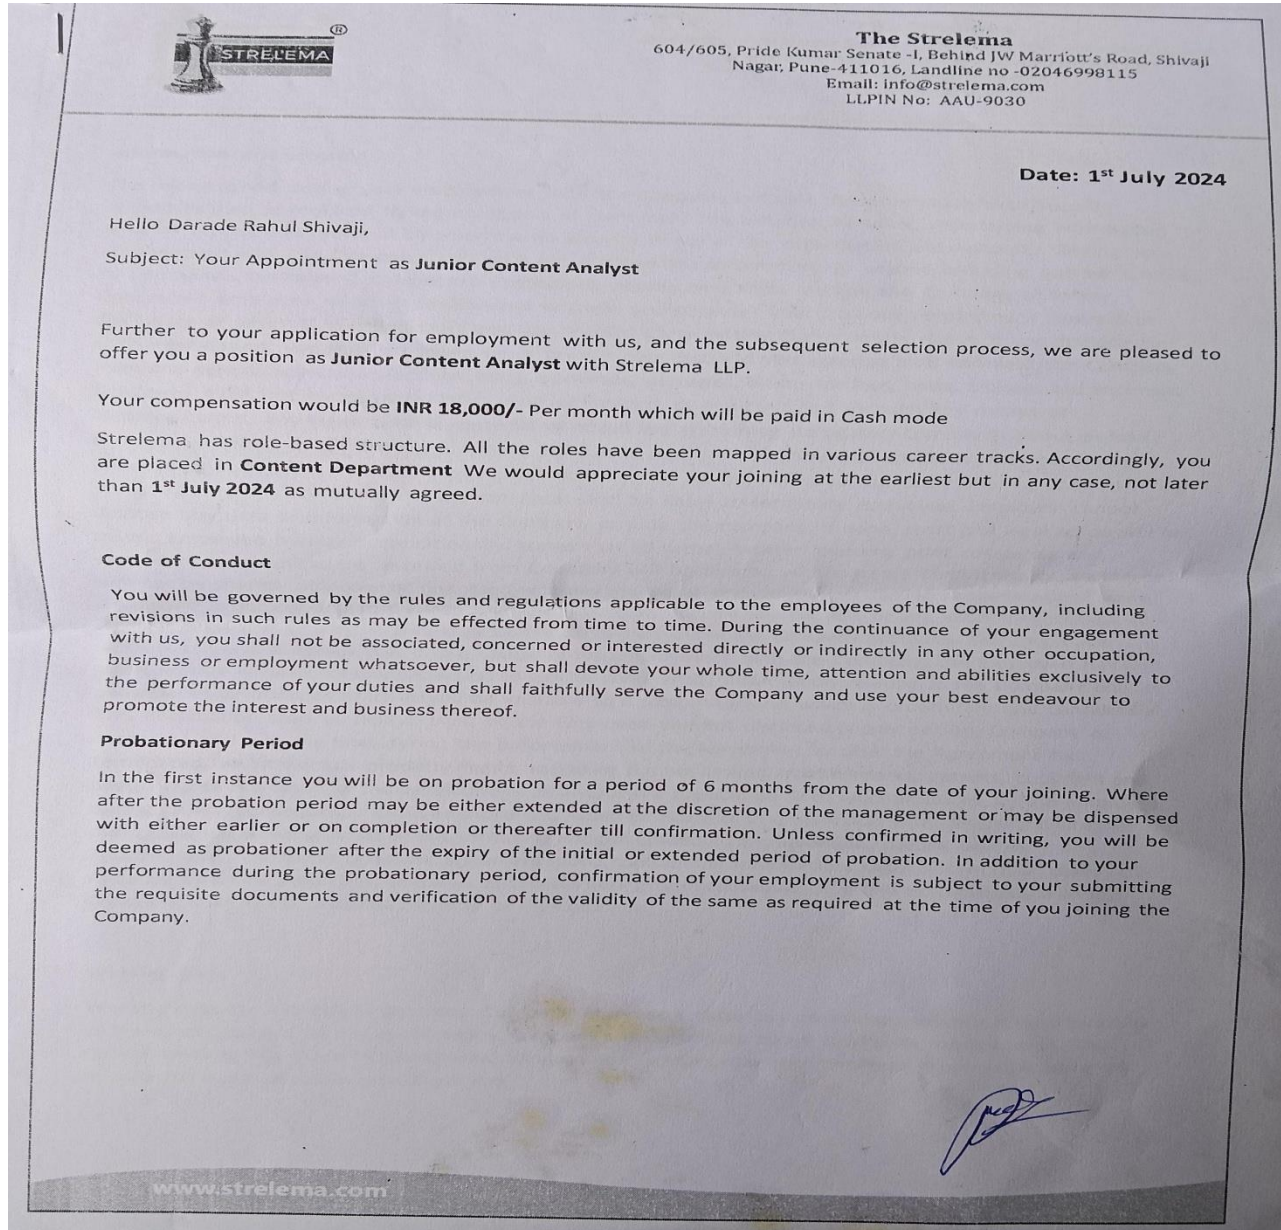 STRELEMA
®
The Strelema
604/605, Pride Kumar Senate -I, Behind JW Marriott's Road, Shivaji
Nagar, Pune-411016, Landline no -02046998115
Email: info@strelema.com
LLPIN No: AAU-9030
Date: 1st July 2024
Hello Darade Rahul Shivaji,
Subject: Your Appointment as Junior Content Analyst
Further to your application for employment with us, and the subsequent selection process, we are pleased to
offer you a position as Junior Content Analyst with Strelema LLP.
Your compensation would be INR 18,000/- Per month which will be paid in Cash mode
Strelema has role-based structure. All the roles have been mapped in various career tracks. Accordingly, you
are placed in Content Department We would appreciate your joining at the earliest but in any case, not later
than 1st July 2024 as mutually agreed.
Code of Conduct
You will be governed by the rules and regulations applicable to the employees of the Company, including
revisions in such rules as may be effected from time to time. During the continuance of your engagement
with us, you shall not be associated, concerned or interested directly or indirectly in any other occupation,
business or employment whatsoever, but shall devote your whole time, attention and abilities exclusively to
the performance of your duties and shall faithfully serve the Company and use your best endeavour to
promote the interest and business thereof.
Probationary Period
In the first instance you will be on probation for a period of 6 months from the date of your joining. Where
after the probation period may be either extended at the discretion of the management or may be dispensed
with either earlier or on completion or thereafter till confirmation. Unless confirmed in writing, you will be
deemed as probationer after the expiry of the initial or extended period of probation. In addition to your
performance during the probationary period, confirmation of your employment is subject to your submitting
the requisite documents and verification of the validity of the same as required at the time of you joining the
Company.
www.strelema.com